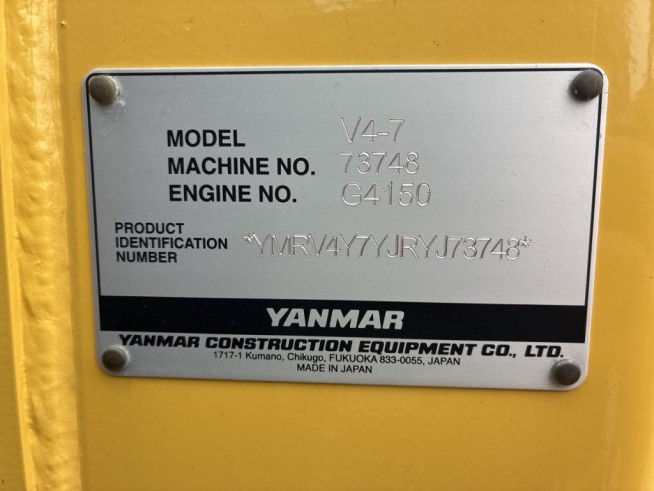 MODEL V4-7
MACHINE NO. 73748
ENGINE NO. G4150
PRODUCT
IDENTIFICATION
NUMBER *YMRV4Y7YJRYJ73748*
YANMAR
YANMAR CONSTRUCTION EQUIPMENT CO., LTD.
1717-1 Kumano, Chikugo, FUKUOKA 833-0055, JAPAN
MADE IN JAPAN